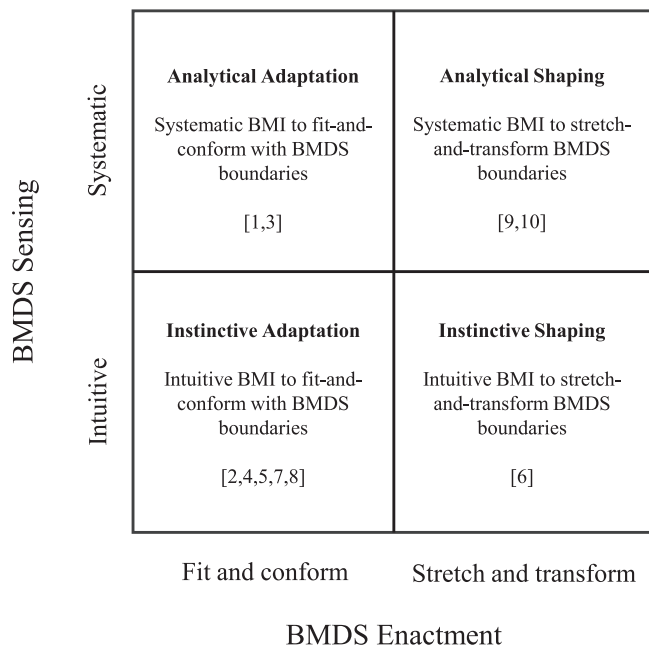 BMDS Sensing
Systematic
Analytical Adaptation
Systematic BMI to fit-and-
conform with BMDS
boundaries
[1,3]
Analytical Shaping
Systematic BMI to stretch-
and-transform BMDS
boundaries
[9,10]
Intuitive
Instinctive Adaptation
Intuitive BMI to fit-and-
conform with BMDS
boundaries
[2,4,5,7,8]
Instinctive Shaping
Intuitive BMI to stretch-
and-transform BMDS
boundaries
[6]
Fit and conform
Stretch and transform
BMDS Enactment